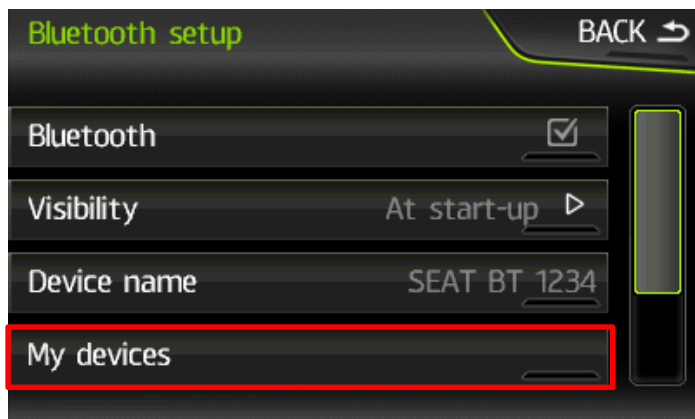 Bluetooth setup BACK
Bluetooth
Visibility At start-up
Device name SEAT BT 1234
My devices